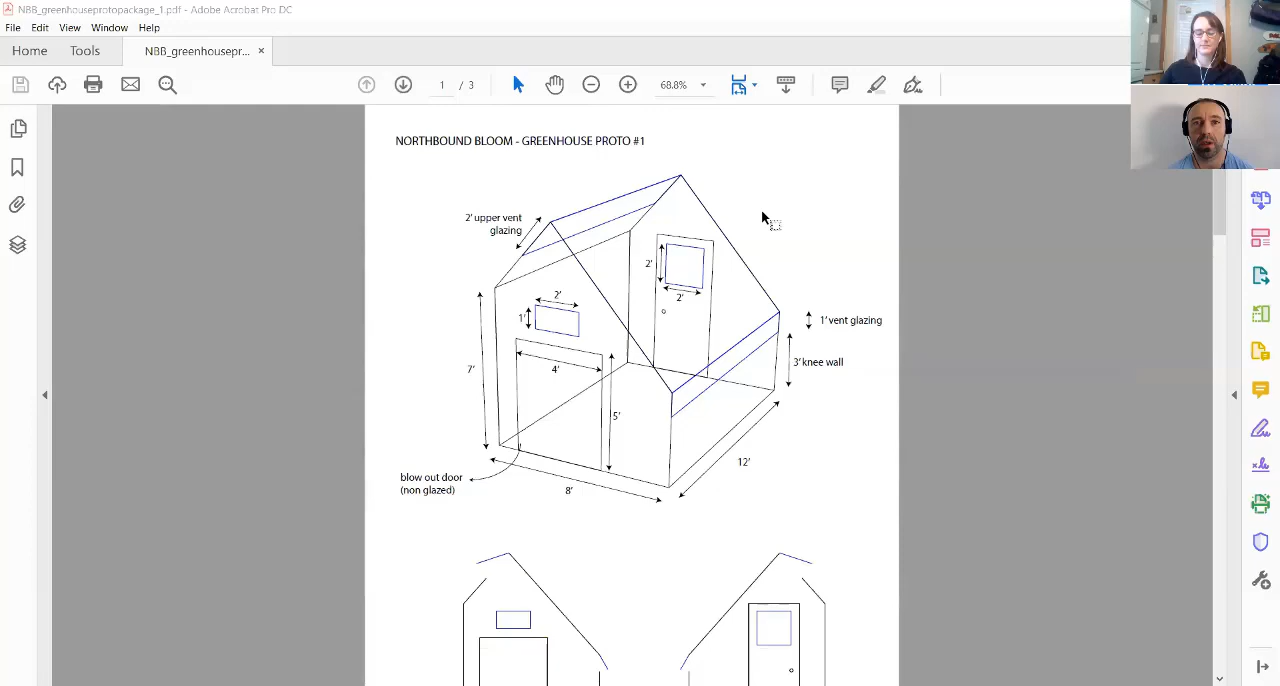 NBB_greenhouseprotopackage_1.pdf - Adobe Acrobat Pro DC
File Edit View Window Help
Home Tools NBB_greenhousepr... ×
1 / 3 68.8%
NORTHBOUND BLOOM - GREENHOUSE PROTO #1
2' upper vent
glazing
2'
2'
2'
1'
1' vent glazing
7'
4'
3' knee wall
5'
12'
blow out door
(non glazed)
8'